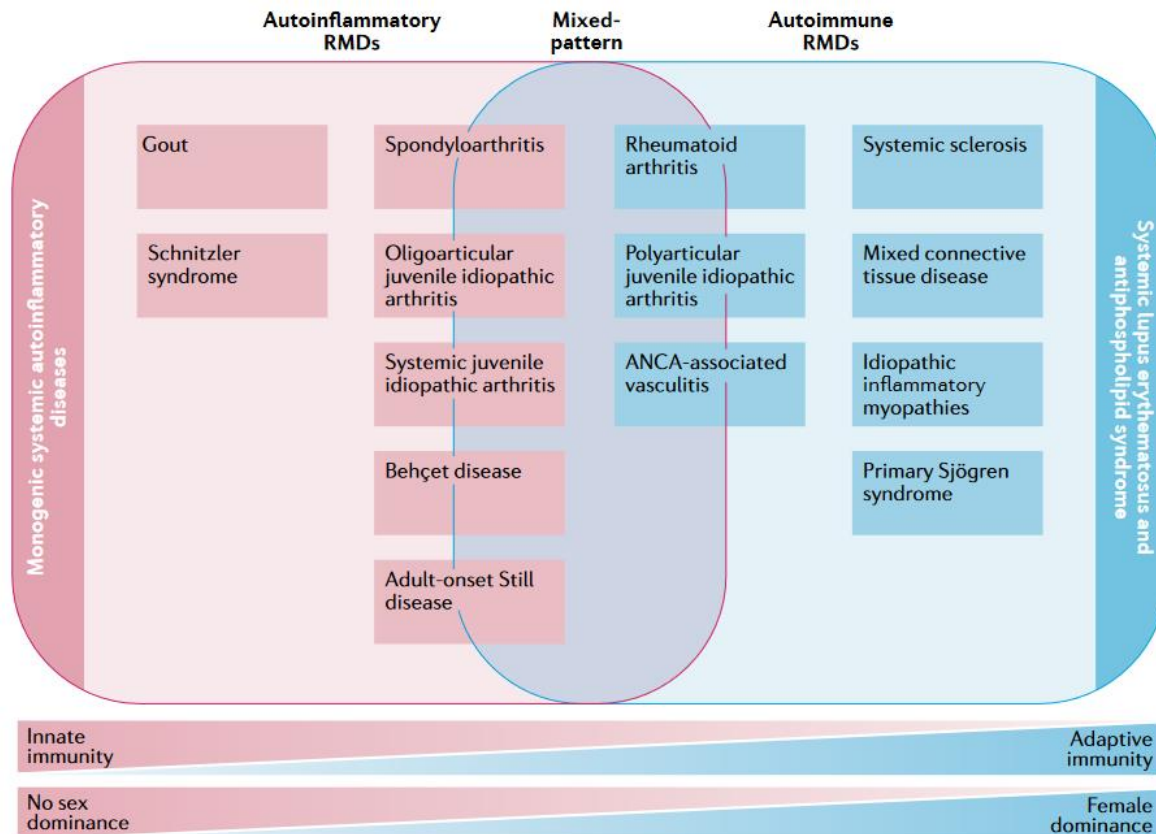 Autoinflammatory
RMDs
Mixed-
pattern
Autoimmune
RMDs
Monogenic systemic autoinflammatory
diseases
Gout
Schnitzler
syndrome
Spondyloarthritis
Oligoarticular
juvenile idiopathic
arthritis
Systemic juvenile
idiopathic arthritis
Behçet disease
Adult-onset Still
disease
Rheumatoid
arthritis
Polyarticular
juvenile idiopathic
arthritis
ANCA-associated
vasculitis
Systemic sclerosis
Mixed connective
tissue disease
Idiopathic
inflammatory
myopathies
Primary Sjögren
syndrome
Systemic lupus erythematosus and
antiphospholipid syndrome
Innate
immunity
Adaptive
immunity
No sex
dominance
Female
dominance